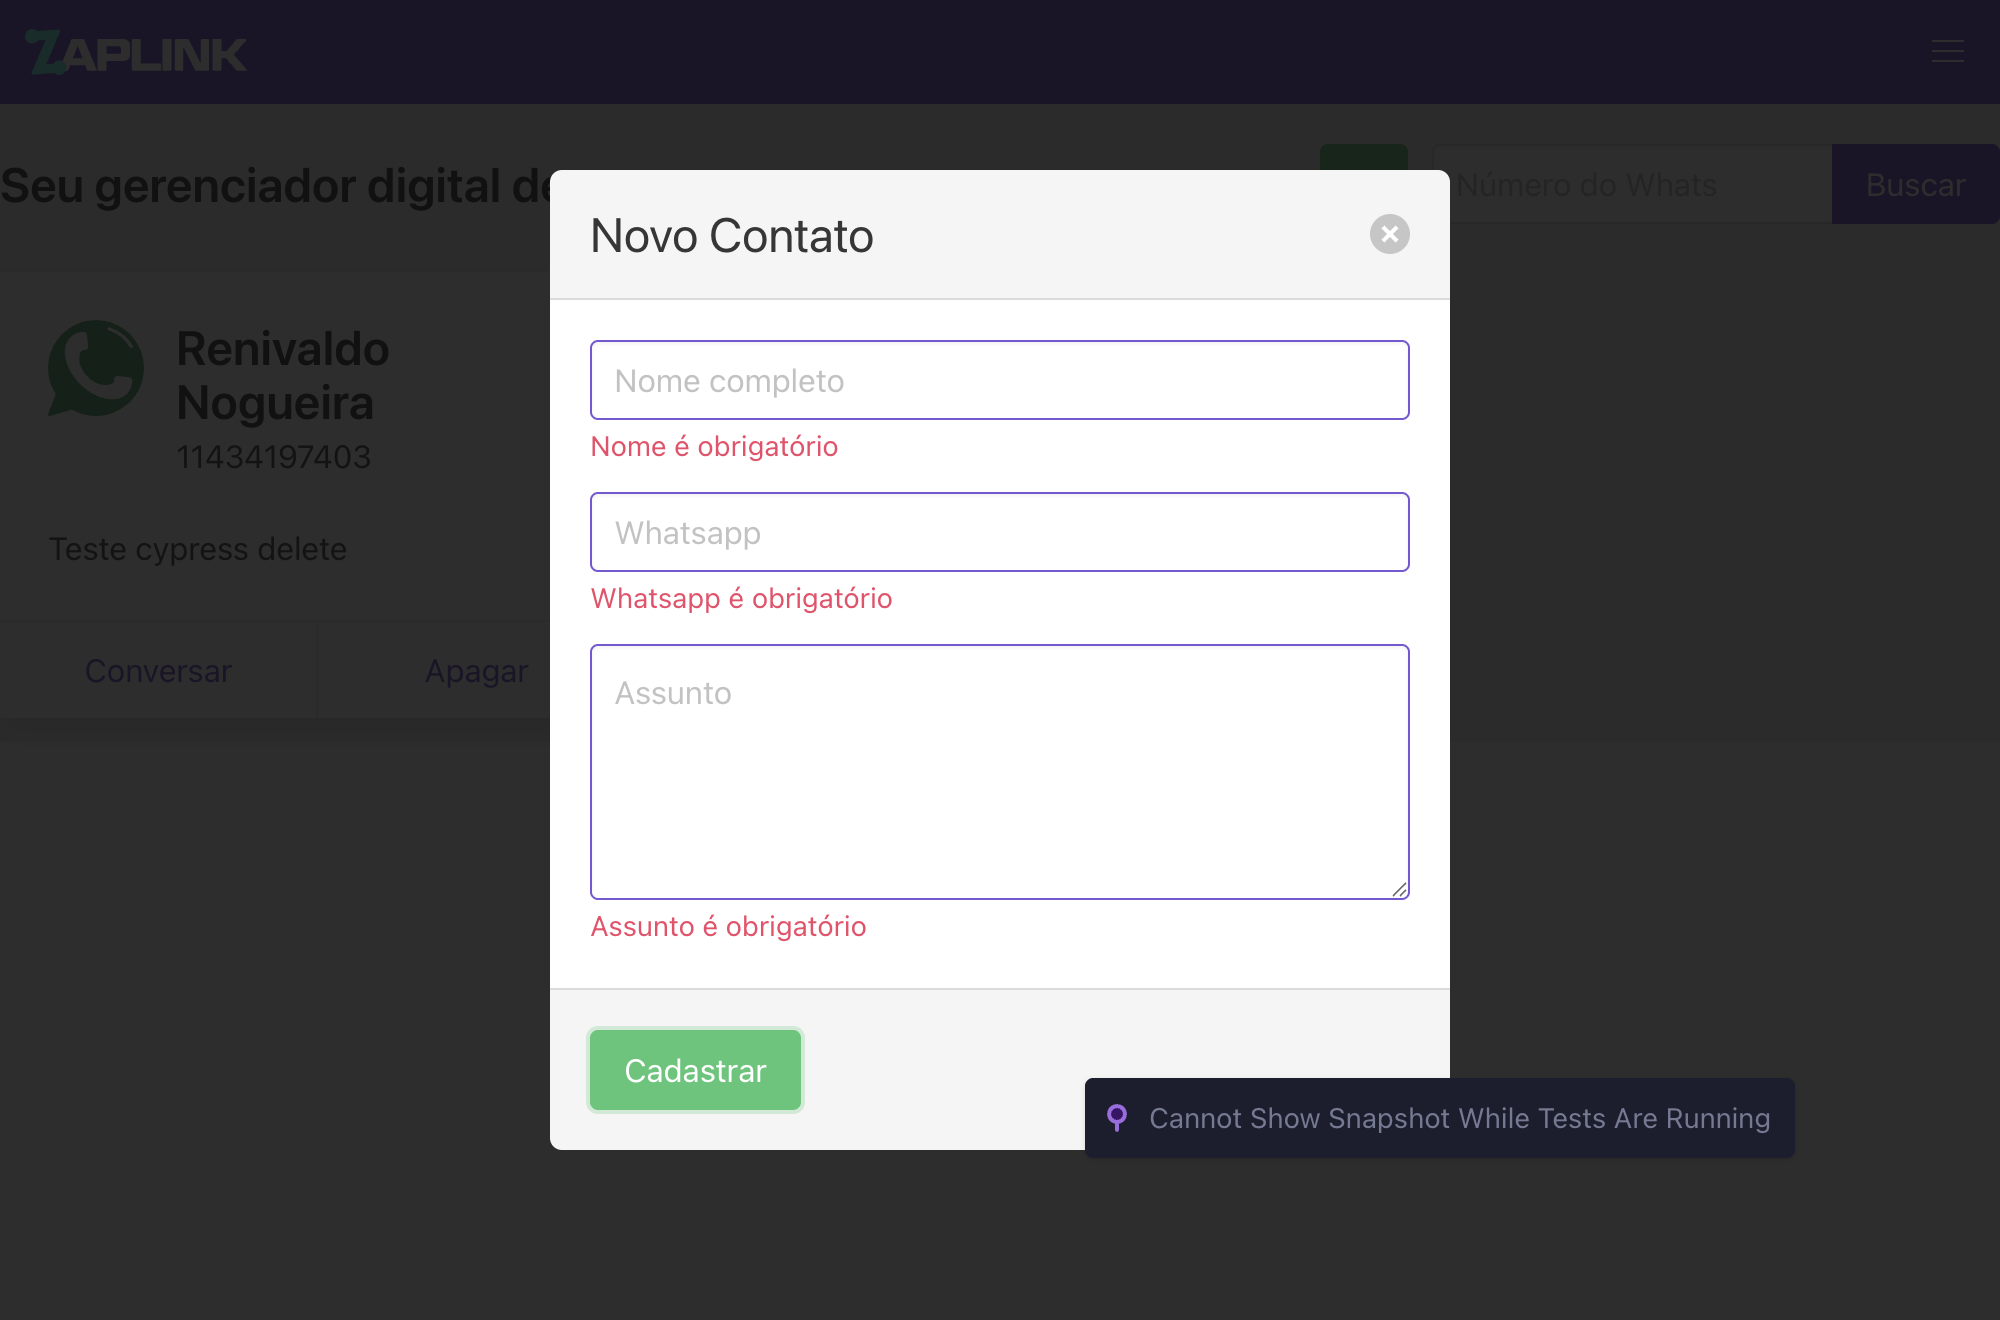 ZAPLINK
Seu gerenciador digital de
Número do Whats
Buscar
Renivaldo
Nogueira
11434197403
Teste cypress delete
Conversar
Apagar
Novo Contato
Nome completo
Nome é obrigatório
Whatsapp
Whatsapp é obrigatório
Assunto
Assunto é obrigatório
Cadastrar
Cannot Show Snapshot While Tests Are Running